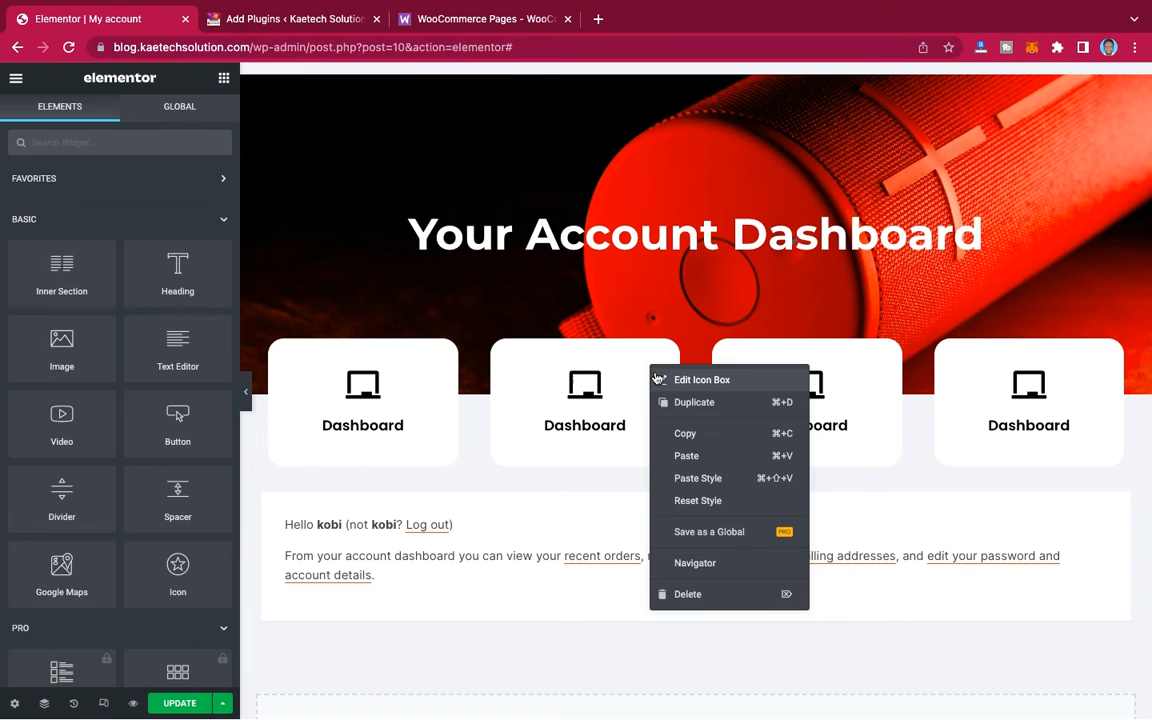 Elementor | My account
Add Plugins ‹ Kaetech Solution
WooCommerce Pages - WooC
blog.kaetechsolution.com/wp-admin/post.php?post=10&action=elementor#
elementor
ELEMENTS
GLOBAL
Search Widget...
FAVORITES
BASIC
Inner Section
Heading
Image
Text Editor
Video
Button
Divider
Spacer
Google Maps
Icon
PRO
UPDATE
Your Account Dashboard
Dashboard
Dashboard
board
Dashboard
Edit Icon Box
Duplicate ⌘+D
Copy ⌘+C
Paste ⌘+V
Paste Style ⌘+⇧+V
Reset Style
Save as a Global PRO
Navigator
Delete ⌦
Hello kobi (not kobi? Log out)
From your account dashboard you can view your recent orders, illing addresses, and edit your password and
account details.